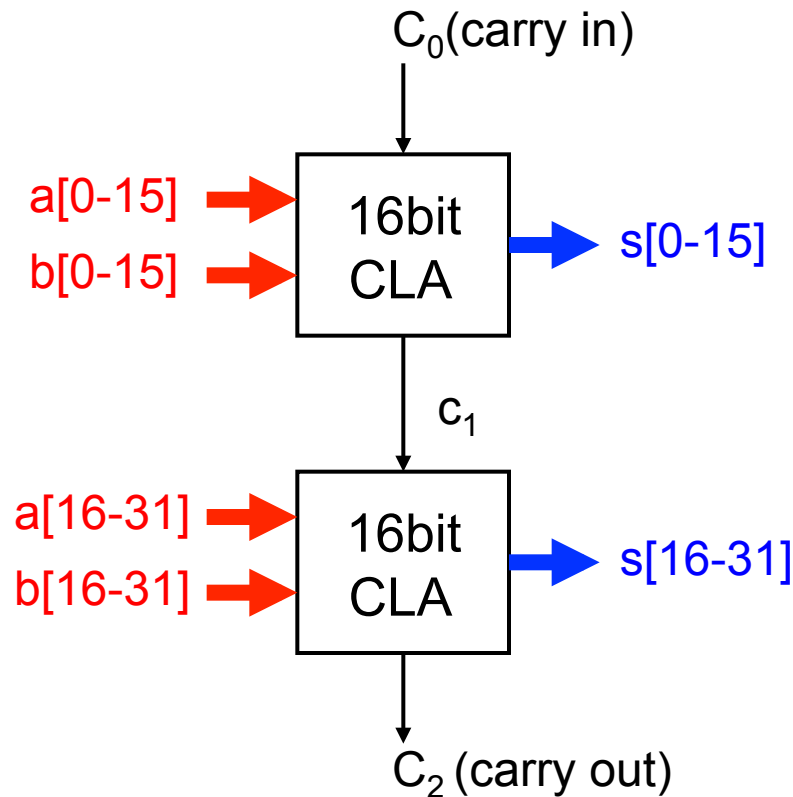 C₀(carry in)
a[0-15]
b[0-15]
16bit
CLA
s[0-15]
c₁
a[16-31]
b[16-31]
16bit
CLA
s[16-31]
C₂ (carry out)